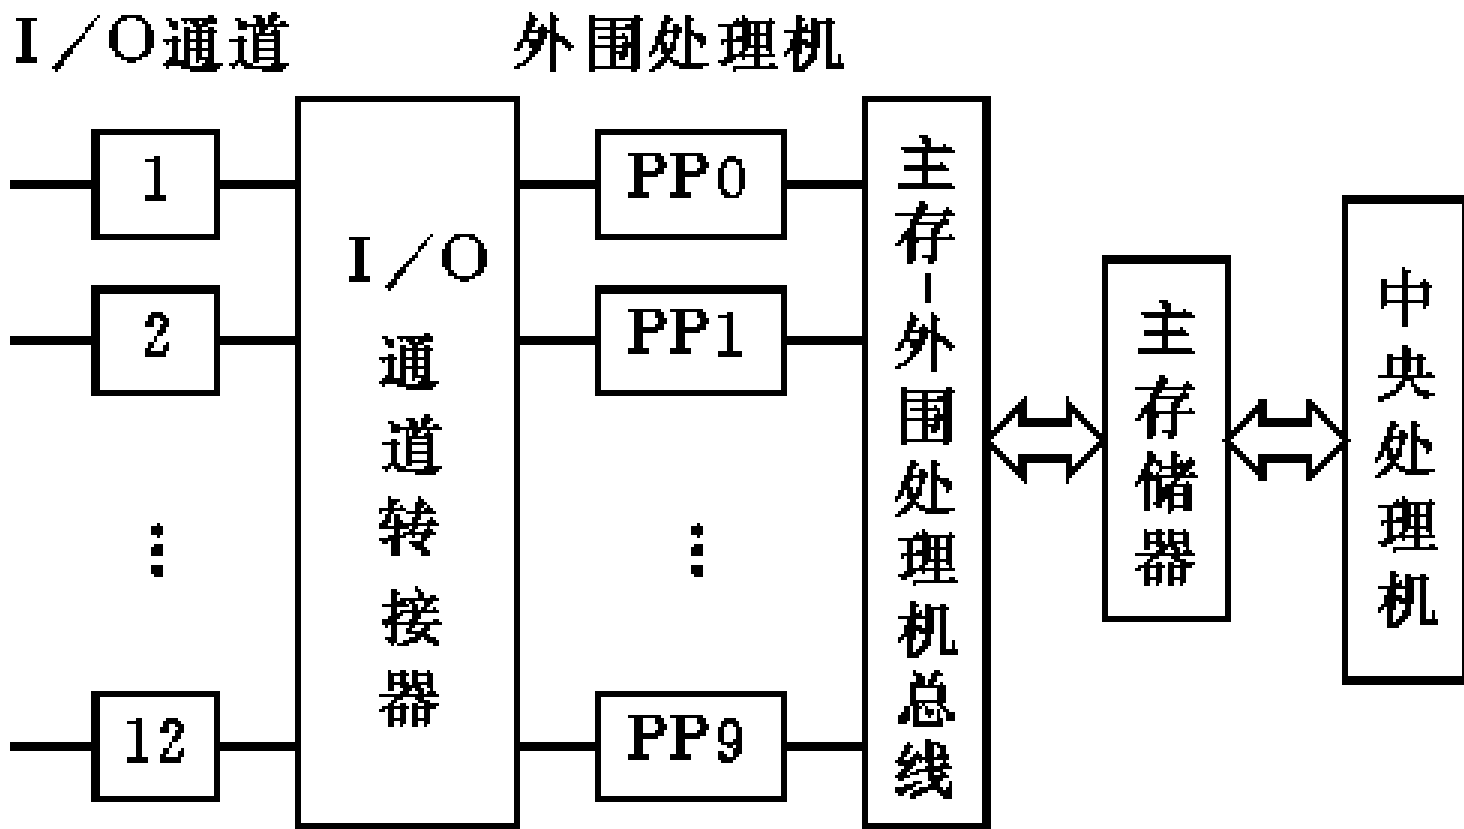 I/O通道
外围处理机
1
2
⋮
12
I/O
通道转接器
PP0
PP1
⋮
PP9
主存-外围处理机总线
主存储器
中央处理机